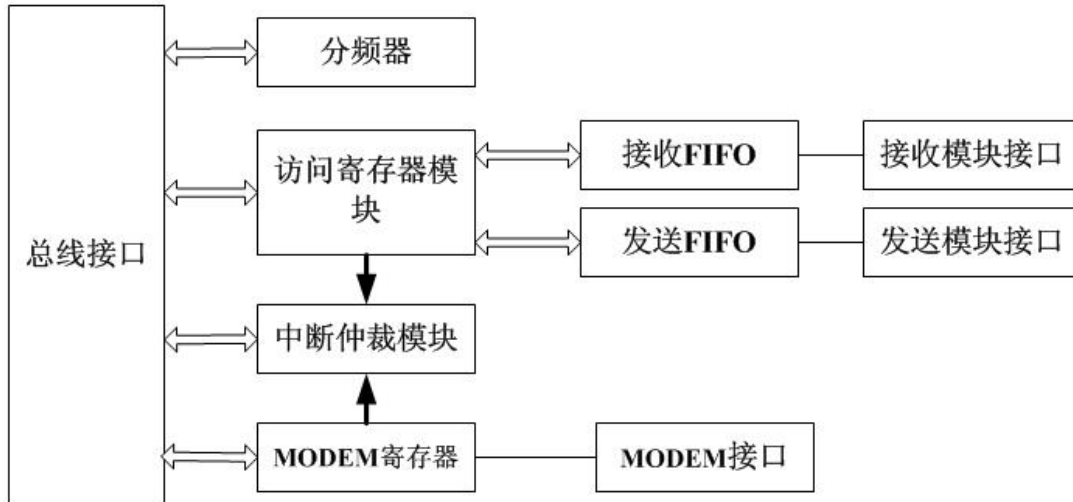 分频器
访问寄存器模
块
接收FIFO
接收模块接口
发送FIFO
发送模块接口
总线接口
中断仲裁模块
MODEM寄存器
MODEM接口